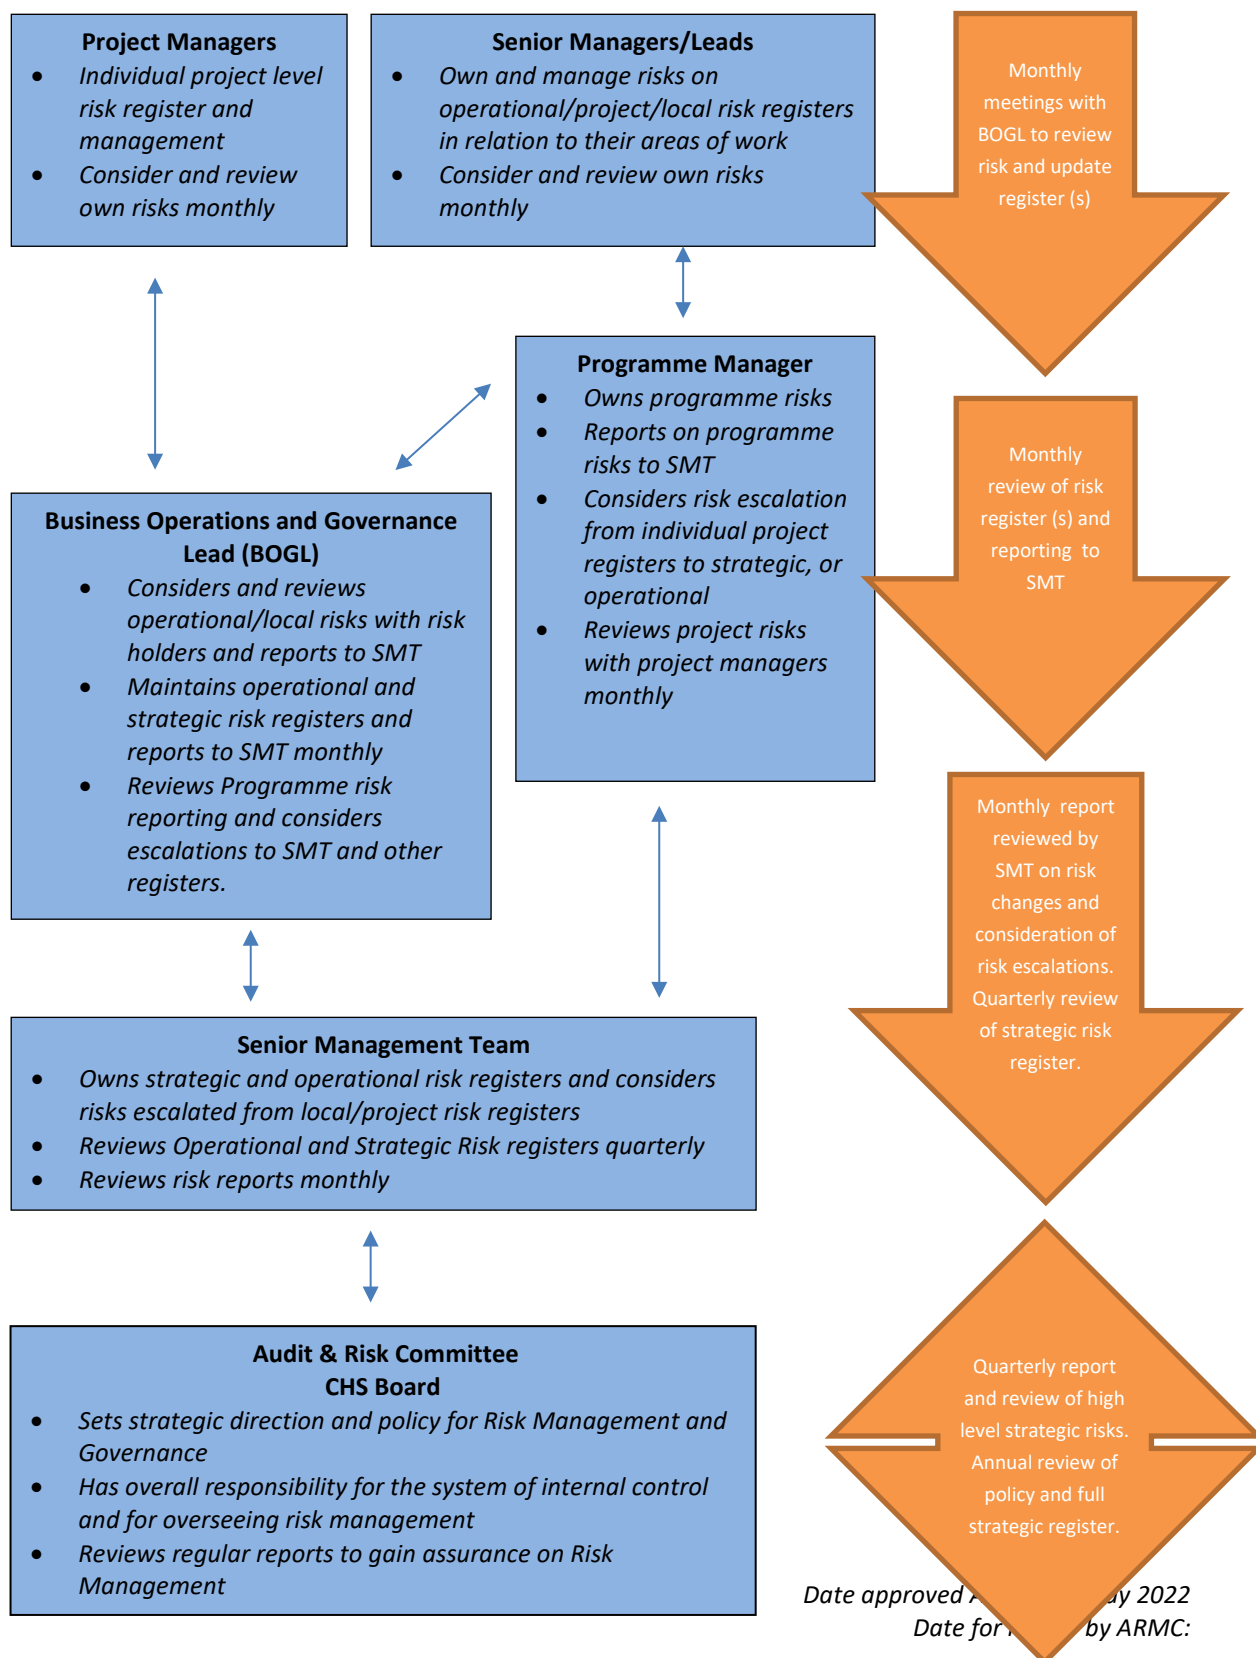 Project Managers
• Individual project level
risk register and
management
• Consider and review
own risks monthly
Senior Managers/Leads
• Own and manage risks on
operational/project/local risk registers
in relation to their areas of work
• Consider and review own risks
monthly
Monthly
meetings with
BOGL to review
risk and update
register (s)
Programme Manager
• Owns programme risks
• Reports on programme
risks to SMT
• Considers risk escalation
from individual project
registers to strategic, or
operational
• Reviews project risks
with project managers
monthly
Monthly
review of risk
register (s) and
reporting to
SMT
Business Operations and Governance
Lead (BOGL)
• Considers and reviews
operational/local risks with risk
holders and reports to SMT
• Maintains operational and
strategic risk registers and
reports to SMT monthly
• Reviews Programme risk
reporting and considers
escalations to SMT and other
registers.
Monthly report
reviewed by
SMT on risk
changes and
consideration of
risk escalations.
Quarterly review
of strategic risk
register.
Senior Management Team
• Owns strategic and operational risk registers and considers
risks escalated from local/project risk registers
• Reviews Operational and Strategic Risk registers quarterly
• Reviews risk reports monthly
Audit & Risk Committee
CHS Board
• Sets strategic direction and policy for Risk Management and
Governance
• Has overall responsibility for the system of internal control
and for overseeing risk management
• Reviews regular reports to gain assurance on Risk
Management
Quarterly report
and review of high
level strategic risks.
Annual review of
policy and full
strategic register.
Date approved 2022
Date for by ARMC: